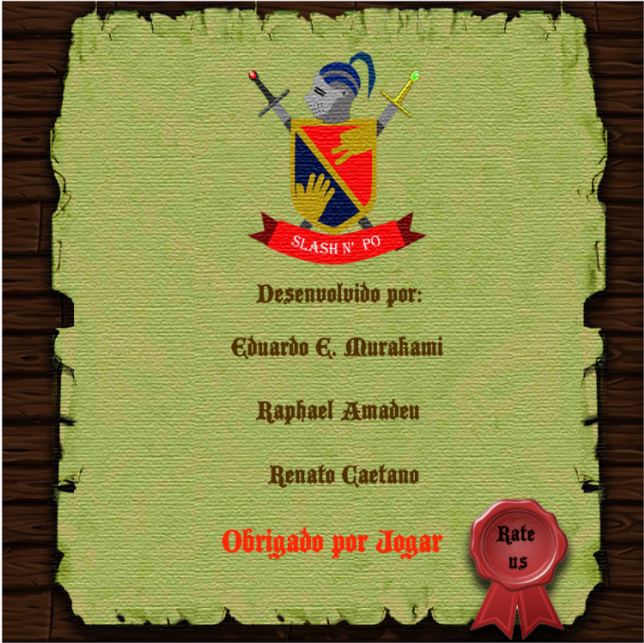 SLASH N' PO
Desenvolvido por:
Eduardo E. Murakami
Raphael Amadeu
Renato Caetano
Obrigado por Jogar
Rate
us